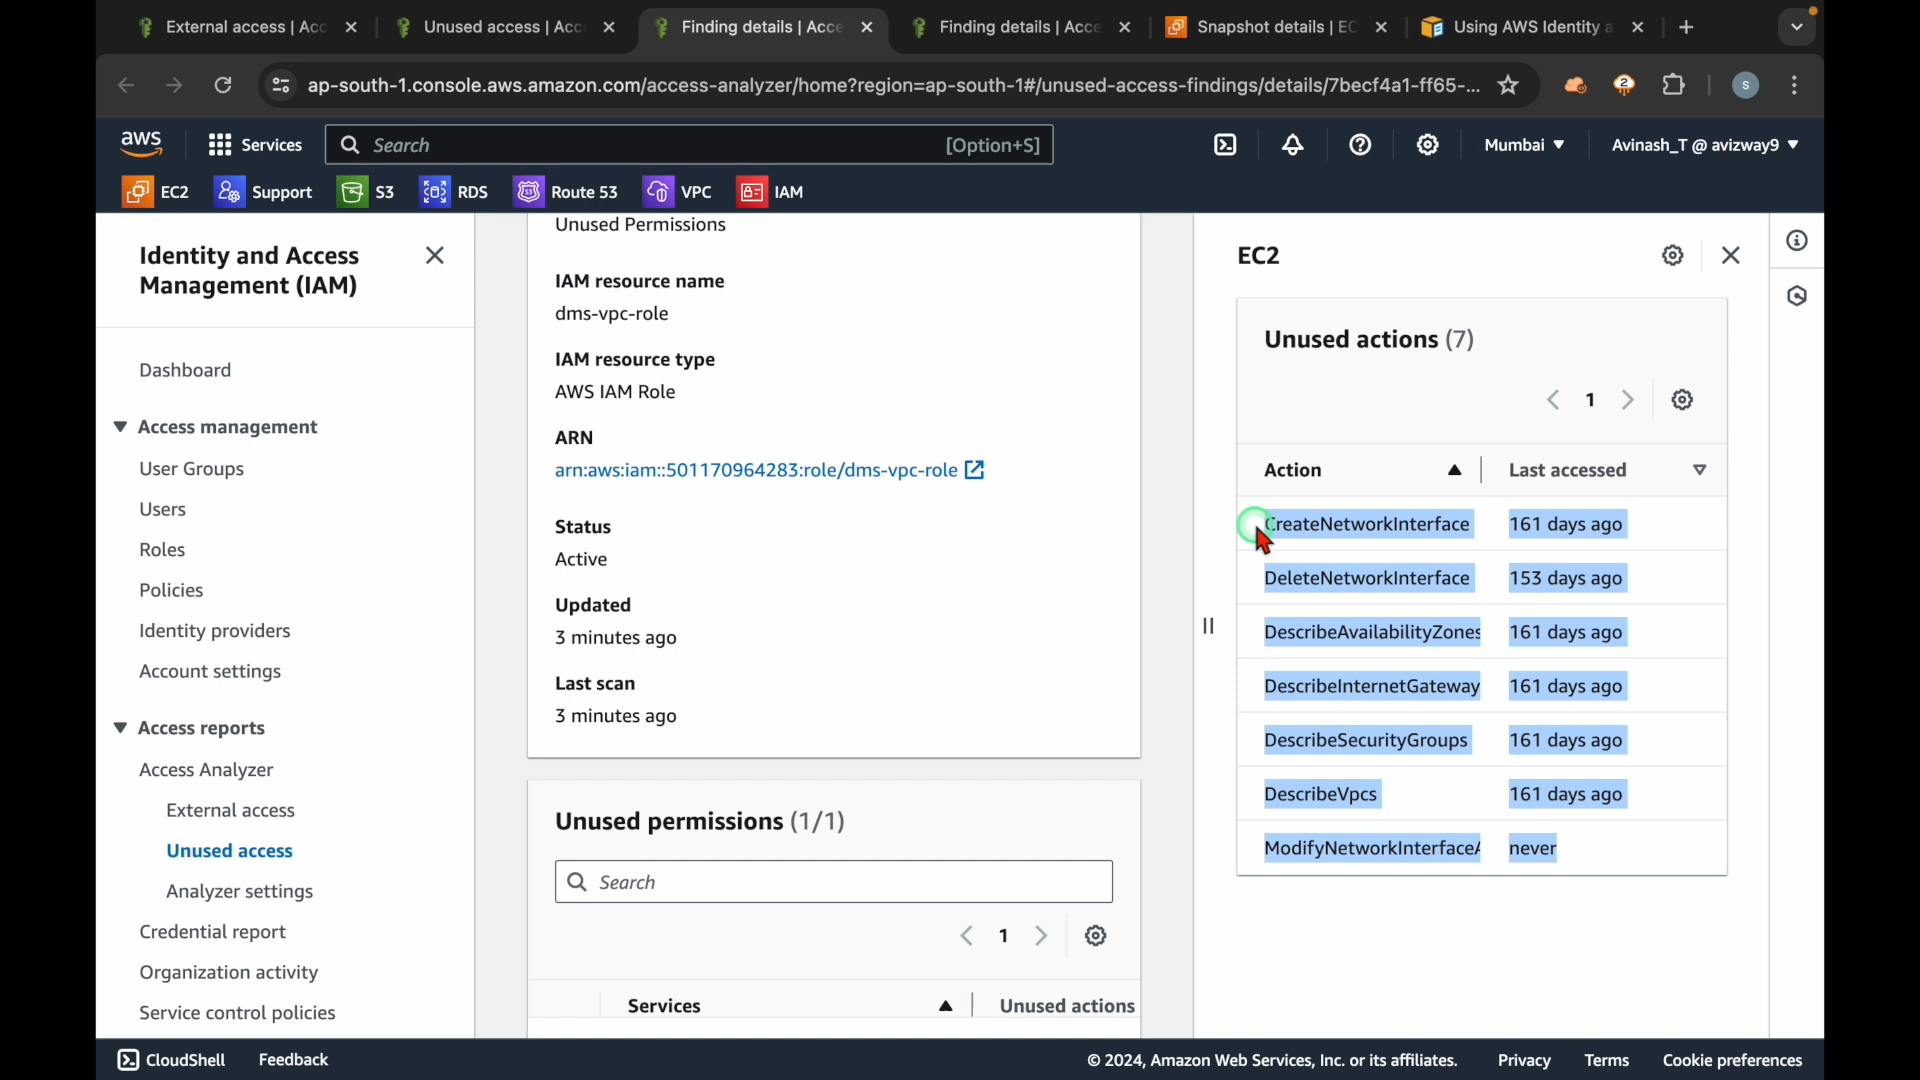 External access | Acc
Unused access | Acc
Finding details | Acce
Finding details | Acce
Snapshot details | EC
Using AWS Identity a
ap-south-1.console.aws.amazon.com/access-analyzer/home?region=ap-south-1#/unused-access-findings/details/7becf4a1-ff65-...
S
aws
Services
Search
[Option+S]
Mumbai
Avinash_T @ avizway9
EC2
Support
S3
RDS
Route 53
VPC
IAM
Identity and Access
Management (IAM)
Dashboard
Access management
User Groups
Users
Roles
Policies
Identity providers
Account settings
Access reports
Access Analyzer
External access
Unused access
Analyzer settings
Credential report
Organization activity
Service control policies
Unused Permissions
IAM resource name
dms-vpc-role
IAM resource type
AWS IAM Role
ARN
arn:aws:iam::501170964283:role/dms-vpc-role
Status
Active
Updated
3 minutes ago
Last scan
3 minutes ago
Unused permissions (1/1)
Search
1
Services
Unused actions
EC2
Unused actions (7)
1
Action
Last accessed
CreateNetworkInterface 161 days ago
DeleteNetworkInterface 153 days ago
DescribeAvailabilityZones 161 days ago
DescribeInternetGateway 161 days ago
DescribeSecurityGroups 161 days ago
DescribeVpcs 161 days ago
ModifyNetworkInterfaceA never
CloudShell
Feedback
© 2024, Amazon Web Services, Inc. or its affiliates.
Privacy
Terms
Cookie preferences